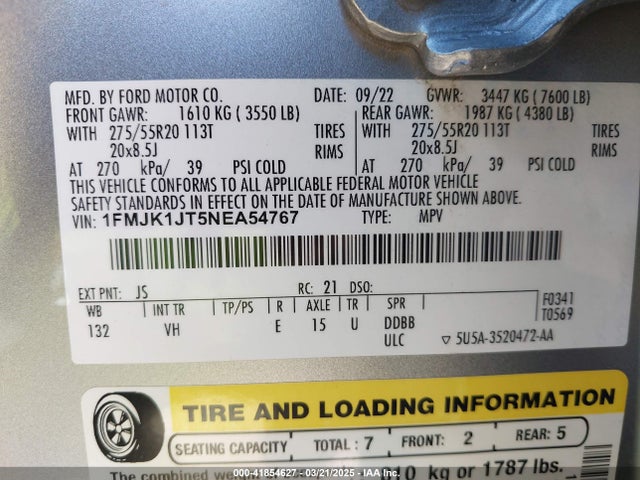 MFD. BY FORD MOTOR CO. DATE: 09/22 GVWR: 3447 KG ( 7600 LB)
FRONT GAWR: 1610 KG ( 3550 LB) REAR GAWR: 1987 KG ( 4380 LB)
WITH 275/55R20 113T TIRES WITH 275/55R20 113T TIRES
20x8.5J RIMS 20x8.5J RIMS
AT 270 kPa/ 39 PSI COLD AT 270 kPa/ 39 PSI COLD
THIS VEHICLE CONFORMS TO ALL APPLICABLE FEDERAL MOTOR VEHICLE
SAFETY STANDARDS IN EFFECT ON THE DATE OF MANUFACTURE SHOWN ABOVE.
VIN: 1FMJK1JT5NEA54767 TYPE: MPV
EXT PNT: JS RC: 21 DSO:
WB INT TR TP/PS R AXLE TR SPR F0341
T0569
132 VH E 15 U DDBB
ULC ▽ 5U5A-3520472-AA
TIRE AND LOADING INFORMATION
SEATING CAPACITY TOTAL : 7 FRONT: 2 REAR: 5
The combined kg or 1787 lbs.
000-41854627 - 03/21/2025 - IAA Inc.